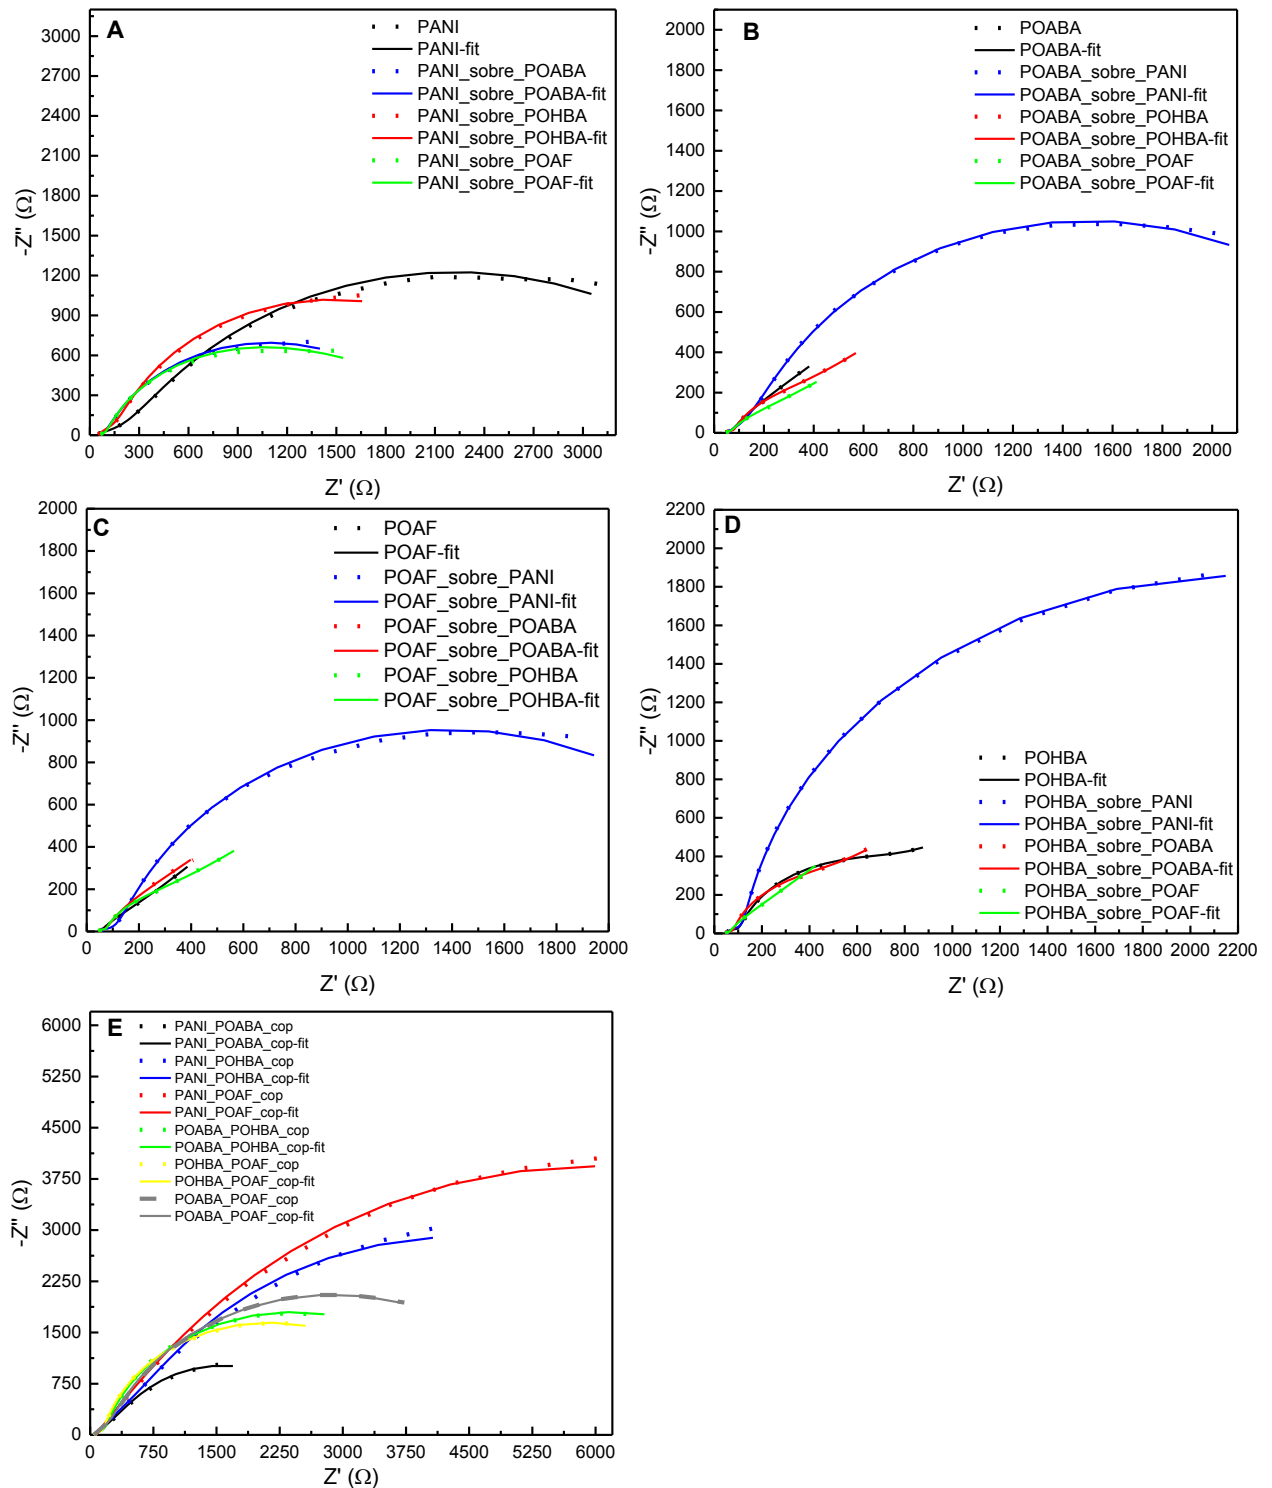 A
PANI
PANI-fit
PANI_sobre_POABA
PANI_sobre_POABA-fit
PANI_sobre_POHBA
PANI_sobre_POHBA-fit
PANI_sobre_POAF
PANI_sobre_POAF-fit
3000
2700
2400
2100
1800
1500
1200
900
600
300
0
-Z'' (Ω)
0 300 600 900 1200 1500 1800 2100 2400 2700 3000
Z' (Ω)
B
POABA
POABA-fit
POABA_sobre_PANI
POABA_sobre_PANI-fit
POABA_sobre_POHBA
POABA_sobre_POHBA-fit
POABA_sobre_POAF
POABA_sobre_POAF-fit
2000
1800
1600
1400
1200
1000
800
600
400
200
0
-Z'' (Ω)
0 200 400 600 800 1000 1200 1400 1600 1800 2000
Z' (Ω)
C
POAF
POAF-fit
POAF_sobre_PANI
POAF_sobre_PANI-fit
POAF_sobre_POABA
POAF_sobre_POABA-fit
POAF_sobre_POHBA
POAF_sobre_POHBA-fit
2000
1800
1600
1400
1200
1000
800
600
400
200
0
-Z'' (Ω)
0 200 400 600 800 1000 1200 1400 1600 1800 2000
Z' (Ω)
D
POHBA
POHBA-fit
POHBA_sobre_PANI
POHBA_sobre_PANI-fit
POHBA_sobre_POABA
POHBA_sobre_POABA-fit
POHBA_sobre_POAF
POHBA_sobre_POAF-fit
2200
2000
1800
1600
1400
1200
1000
800
600
400
200
0
-Z'' (Ω)
0 200 400 600 800 1000 1200 1400 1600 1800 2000 2200
Z' (Ω)
E
PANI_POABA_cop
PANI_POABA_cop-fit
PANI_POHBA_cop
PANI_POHBA_cop-fit
PANI_POAF_cop
PANI_POAF_cop-fit
POABA_POHBA_cop
POABA_POHBA_cop-fit
POHBA_POAF_cop
POHBA_POAF_cop-fit
POABA_POAF_cop
POABA_POAF_cop-fit
6000
5250
4500
3750
3000
2250
1500
750
0
-Z'' (Ω)
0 750 1500 2250 3000 3750 4500 5250 6000
Z' (Ω)